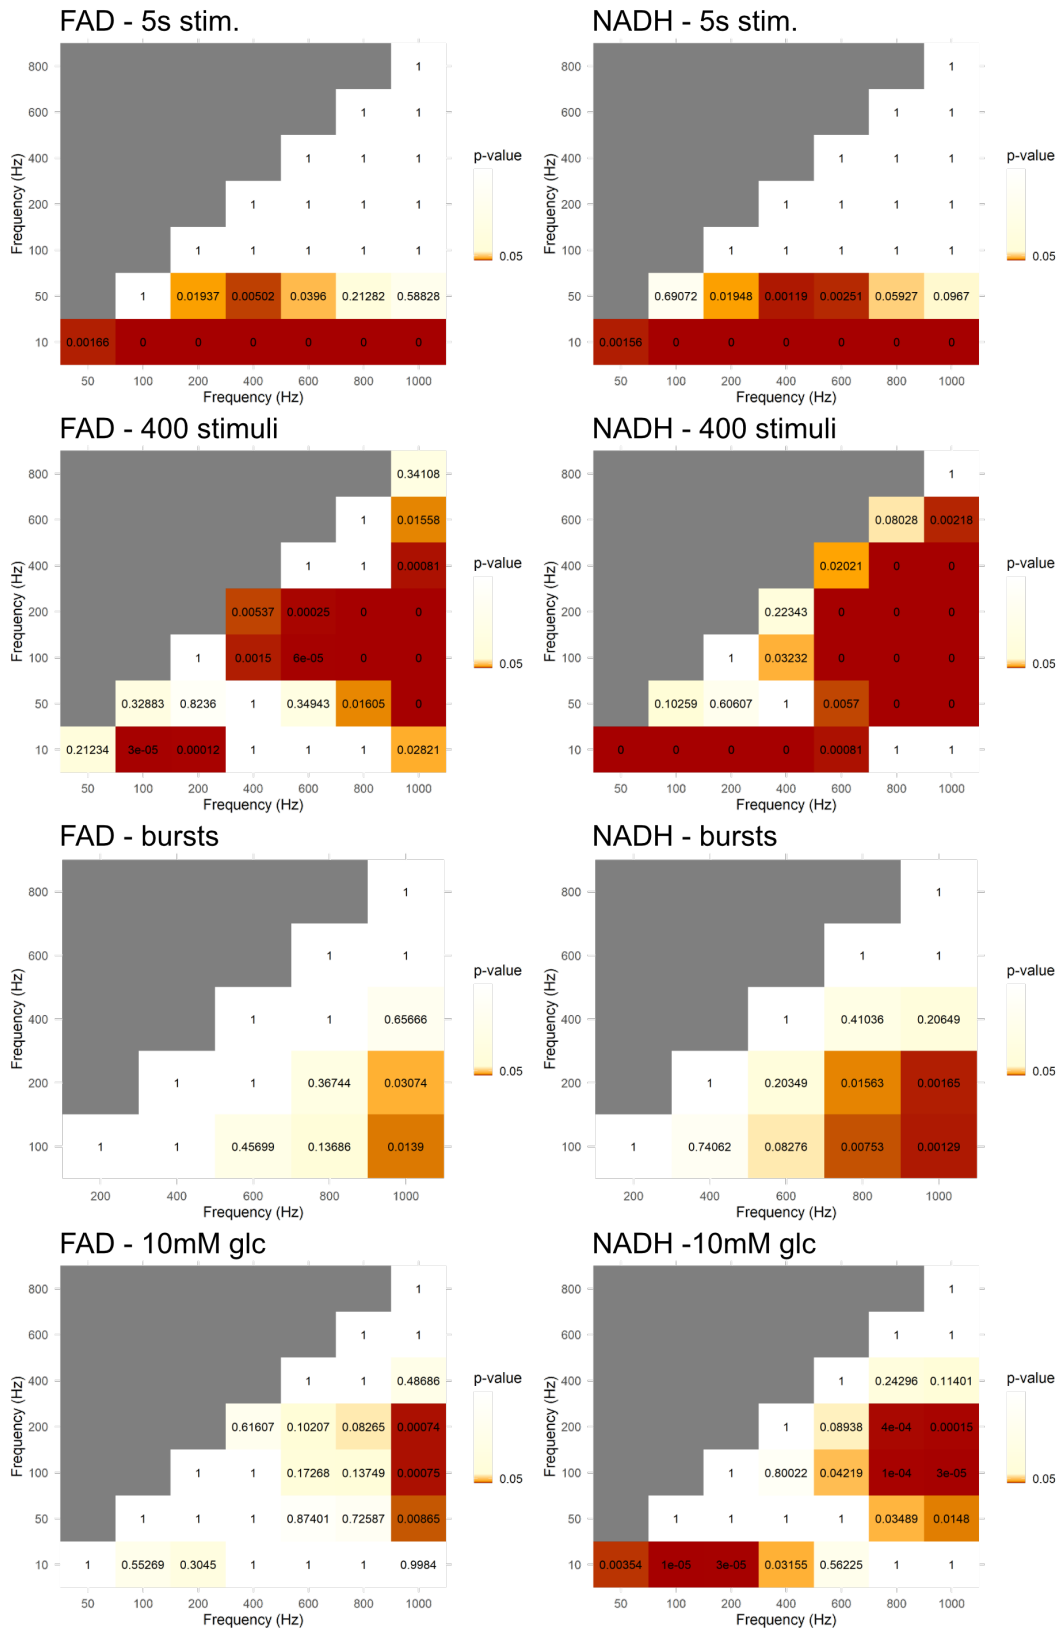 FAD - 5s stim.
800
1
600
1 1
400
1 1 1
200
1 1 1 1
100
1 1 1 1 1
50
1 0.01937 0.00502 0.0396 0.21282 0.58828
10
0.00166 0 0 0 0 0 0
50 100 200 400 600 800 1000
Frequency (Hz)
Frequency (Hz)
p-value
0.05
NADH - 5s stim.
800
1
600
1 1
400
1 1 1
200
1 1 1 1
100
1 1 1 1 1
50
0.69072 0.01948 0.00119 0.00251 0.05927 0.0967
10
0.00156 0 0 0 0 0 0
50 100 200 400 600 800 1000
Frequency (Hz)
Frequency (Hz)
p-value
0.05
FAD - 400 stimuli
800
0.34108
600
1 0.01558
400
1 1 0.00081
200
0.00537 0.00025 0 0
100
1 0.0015 6e-05 0 0
50
0.32883 0.8236 1 0.34943 0.01605 0
10
0.21234 3e-05 0.00012 1 1 1 0.02821
50 100 200 400 600 800 1000
Frequency (Hz)
Frequency (Hz)
p-value
0.05
NADH - 400 stimuli
800
1
600
0.08028 0.00218
400
0.02021 0 0
200
0.22343 0 0 0
100
1 0.03232 0 0 0
50
0.10259 0.60607 1 0.0057 0 0
10
0 0 0 0 0.00081 1 1
50 100 200 400 600 800 1000
Frequency (Hz)
Frequency (Hz)
p-value
0.05
FAD - bursts
800
1
600
1 1
400
1 1 0.65666
200
1 1 0.36744 0.03074
100
1 1 0.45699 0.13686 0.0139
200 400 600 800 1000
Frequency (Hz)
Frequency (Hz)
p-value
0.05
NADH - bursts
800
1
600
1 1
400
1 0.41036 0.20649
200
1 0.20349 0.01563 0.00165
100
1 0.74062 0.08276 0.00753 0.00129
200 400 600 800 1000
Frequency (Hz)
Frequency (Hz)
p-value
0.05
FAD - 10mM glc
800
1
600
1 1
400
1 1 0.48686
200
0.61607 0.10207 0.08265 0.00074
100
1 1 0.17268 0.13749 0.00075
50
1 1 1 0.87401 0.72587 0.00865
10
1 0.55269 0.3045 1 1 1 0.9984
50 100 200 400 600 800 1000
Frequency (Hz)
Frequency (Hz)
p-value
0.05
NADH -10mM glc
800
1
600
1 1
400
1 0.24296 0.11401
200
1 0.08938 4e-04 0.00015
100
1 0.80022 0.04219 1e-04 3e-05
50
1 1 1 1 0.03489 0.0148
10
0.00354 1e-05 3e-05 0.03155 0.56225 1 1
50 100 200 400 600 800 1000
Frequency (Hz)
Frequency (Hz)
p-value
0.05